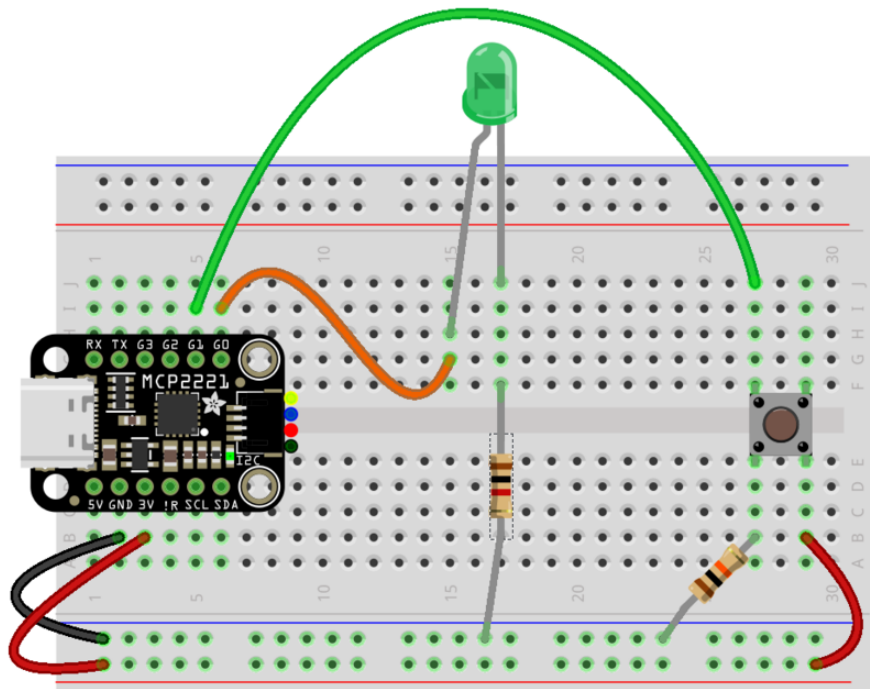 1 5 10 15 20 25 30
J J
I I
H H
RX TX G3 G2 G1 G0 G G
MCP2221
F F
I2C E E
5V GND 3V !R SCL SDA D D
C C
B B
A A
1 5 10 15 20 25 30